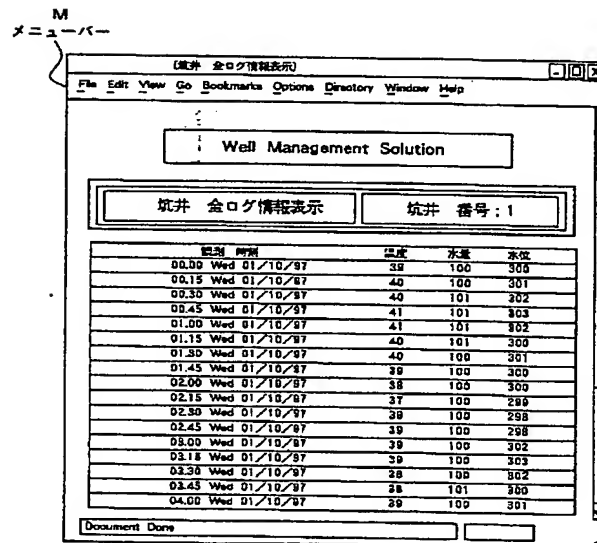 M
メニューバー
(坑井 全ログ情報表示)
File Edit View Go Bookmarks Options Directory Window Help
Well Management Solution
坑井 全ログ情報表示 坑井 番号:1
観測 時刻 温度 水量 水位
00.00 Wed 01/10/97 39 100 300
00.15 Wed 01/10/97 40 100 301
00.30 Wed 01/10/97 40 101 302
00.45 Wed 01/10/97 41 101 303
01.00 Wed 01/10/97 41 101 302
01.15 Wed 01/10/97 40 101 300
01.30 Wed 01/10/97 40 100 301
01.45 Wed 01/10/97 39 100 300
02.00 Wed 01/10/97 38 100 300
02.15 Wed 01/10/97 37 100 299
02.30 Wed 01/10/97 38 100 298
02.45 Wed 01/10/97 39 100 298
03.00 Wed 01/10/97 39 100 302
03.15 Wed 01/10/97 39 100 303
03.30 Wed 01/10/97 38 100 302
03.45 Wed 01/10/97 38 101 300
04.00 Wed 01/10/97 39 100 301
Document Done